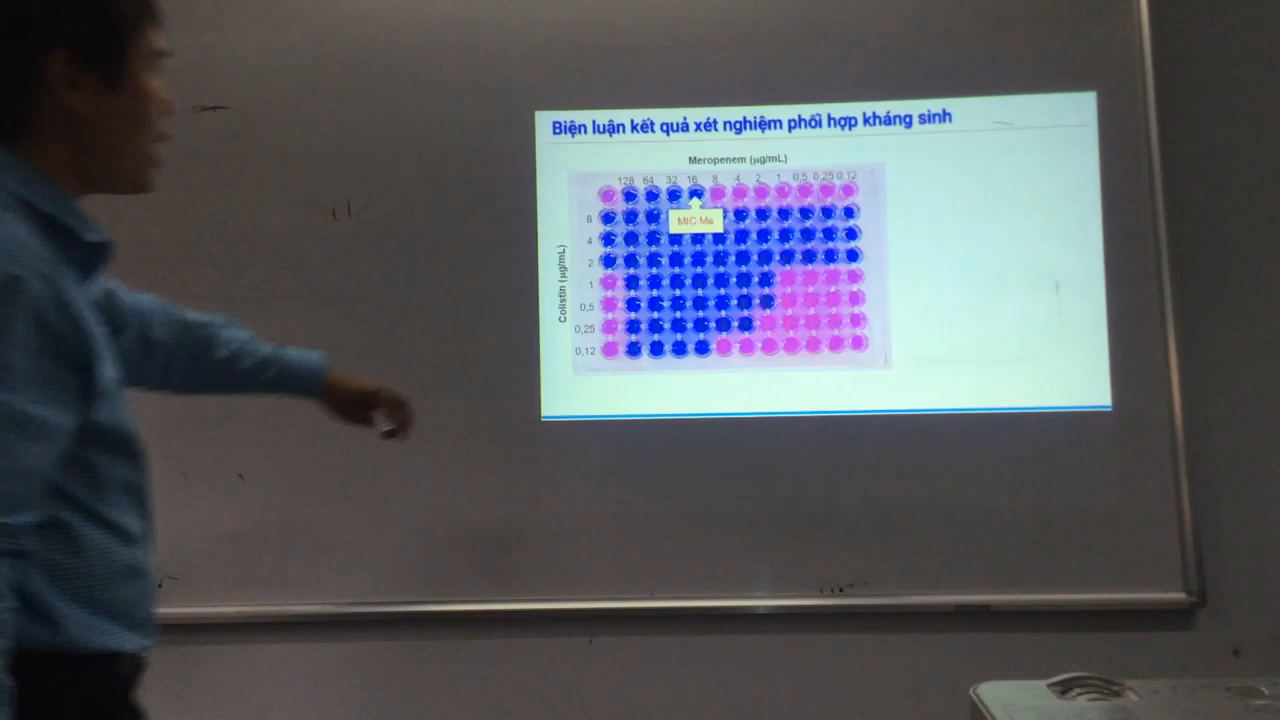 Biện luận kết quả xét nghiệm phối hợp kháng sinh
Meropenem (µg/mL)
128 64 32 16 8 4 2 1 0,5 0,25 0,12
MIC Me
Colistin (µg/mL)
8
4
2
1
0,5
0,25
0,12